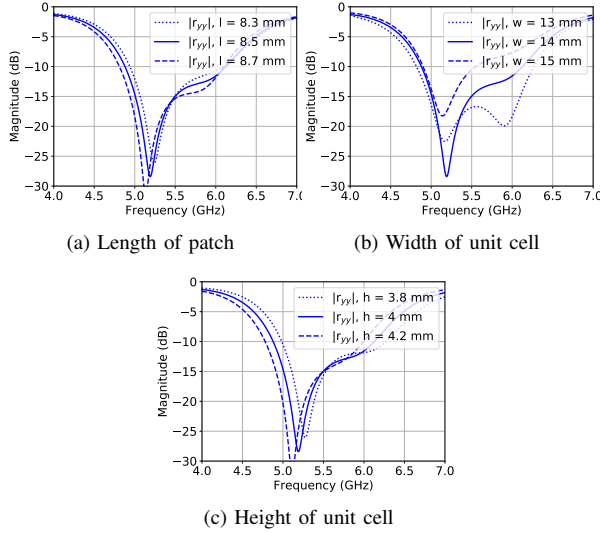 |r_yy|, l = 8.3 mm
|r_yy|, l = 8.5 mm
|r_yy|, l = 8.7 mm
Magnitude (dB)
0
−5
−10
−15
−20
−25
−30
4.0 4.5 5.0 5.5 6.0 6.5 7.0
Frequency (GHz)
(a) Length of patch
|r_yy|, w = 13 mm
|r_yy|, w = 14 mm
|r_yy|, w = 15 mm
Magnitude (dB)
0
−5
−10
−15
−20
−25
−30
4.0 4.5 5.0 5.5 6.0 6.5 7.0
Frequency (GHz)
(b) Width of unit cell
|r_yy|, h = 3.8 mm
|r_yy|, h = 4 mm
|r_yy|, h = 4.2 mm
Magnitude (dB)
0
−5
−10
−15
−20
−25
−30
4.0 4.5 5.0 5.5 6.0 6.5 7.0
Frequency (GHz)
(c) Height of unit cell